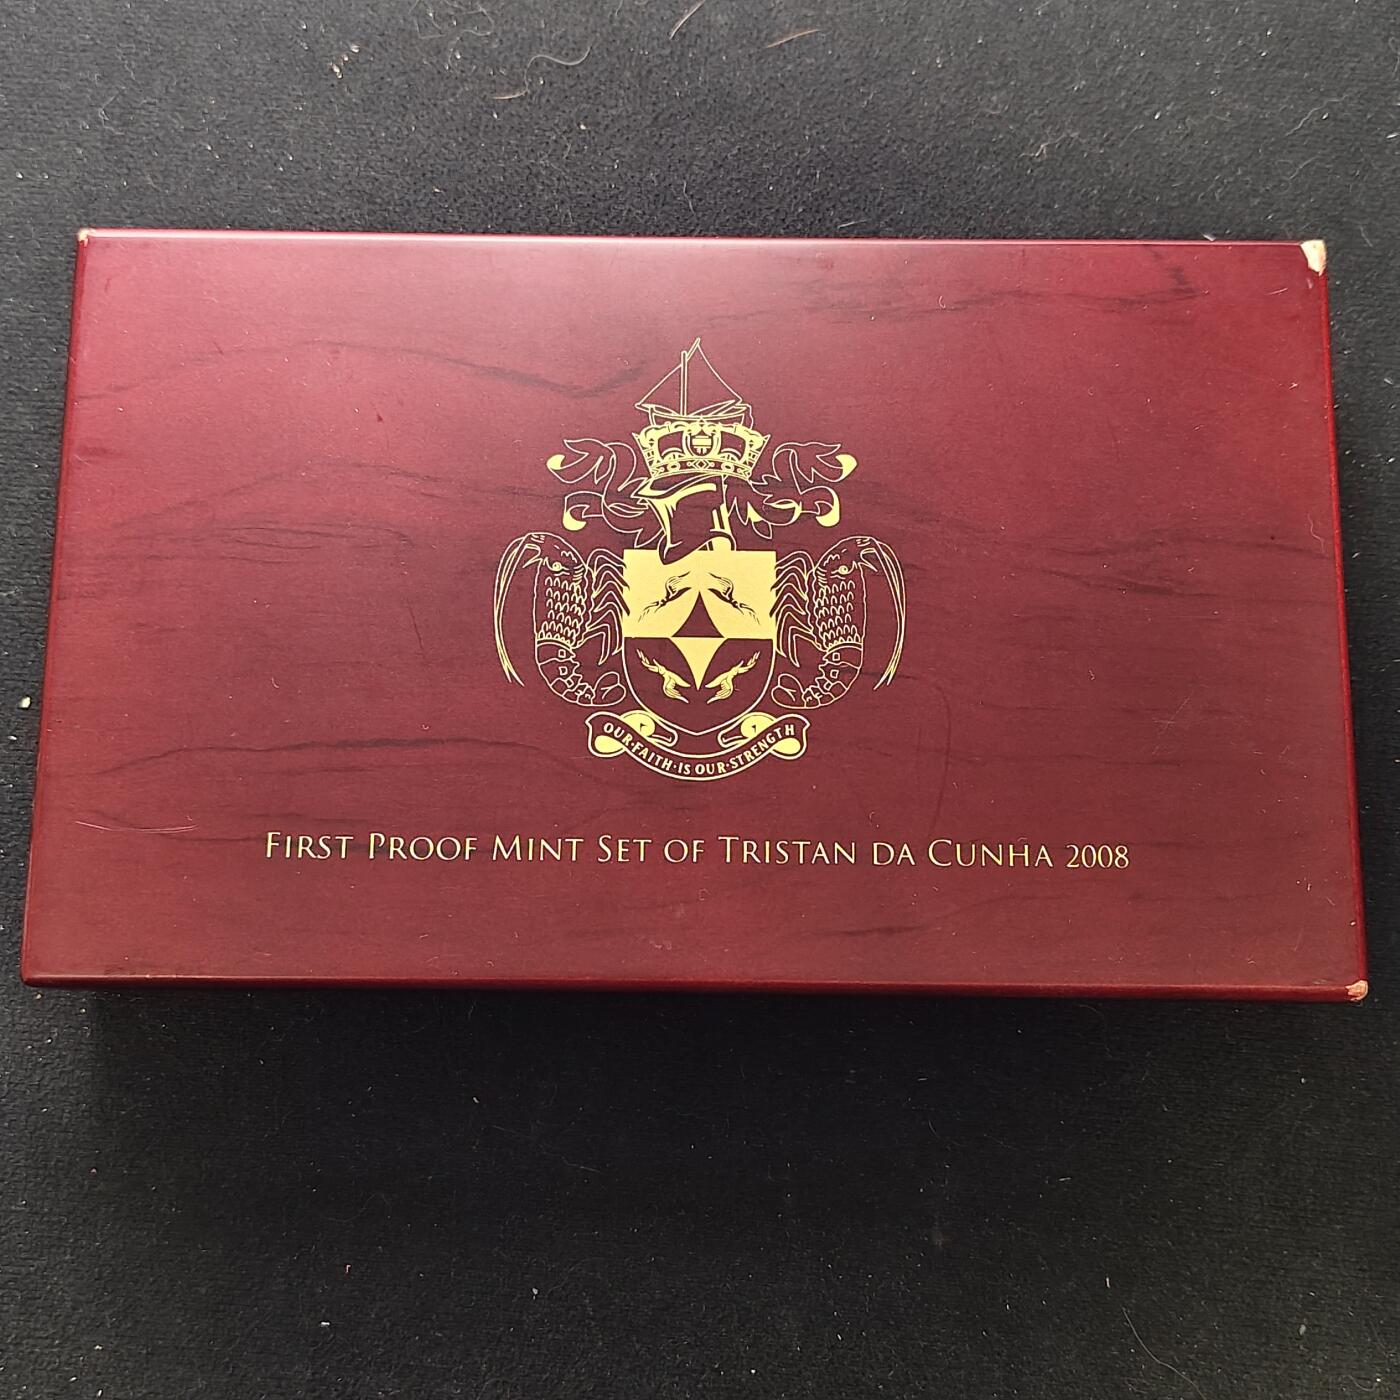 OUR·FAITH·IS OUR·STRENGTH
FIRST PROOF MINT SET OF TRISTAN DA CUNHA 2008